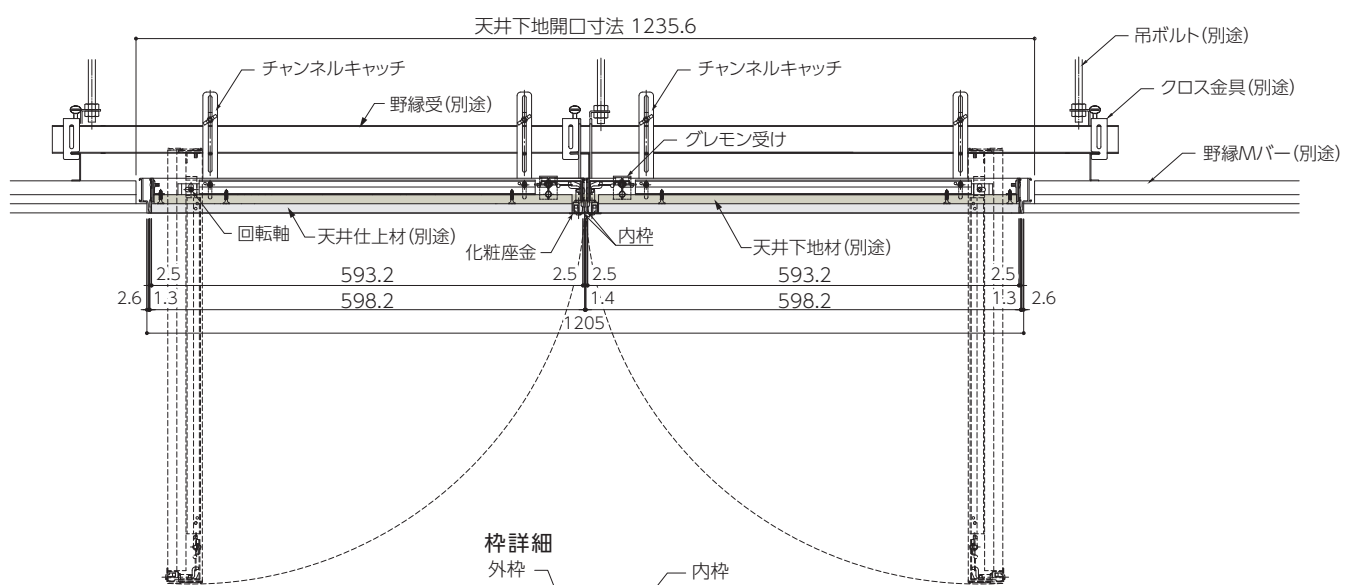 天井下地開口寸法 1235.6
吊ボルト(別途)
チャンネルキャッチ
チャンネルキャッチ
クロス金具(別途)
野縁受(別途)
グレモン受け
野縁Mバー(別途)
回転軸
天井仕上材(別途)
化粧座金
内枠
天井下地材(別途)
2.5
593.2
2.5
2.5
593.2
2.5
2.6
1.3
598.2
1.4
598.2
1.3
2.6
1205
枠詳細
外枠
内枠